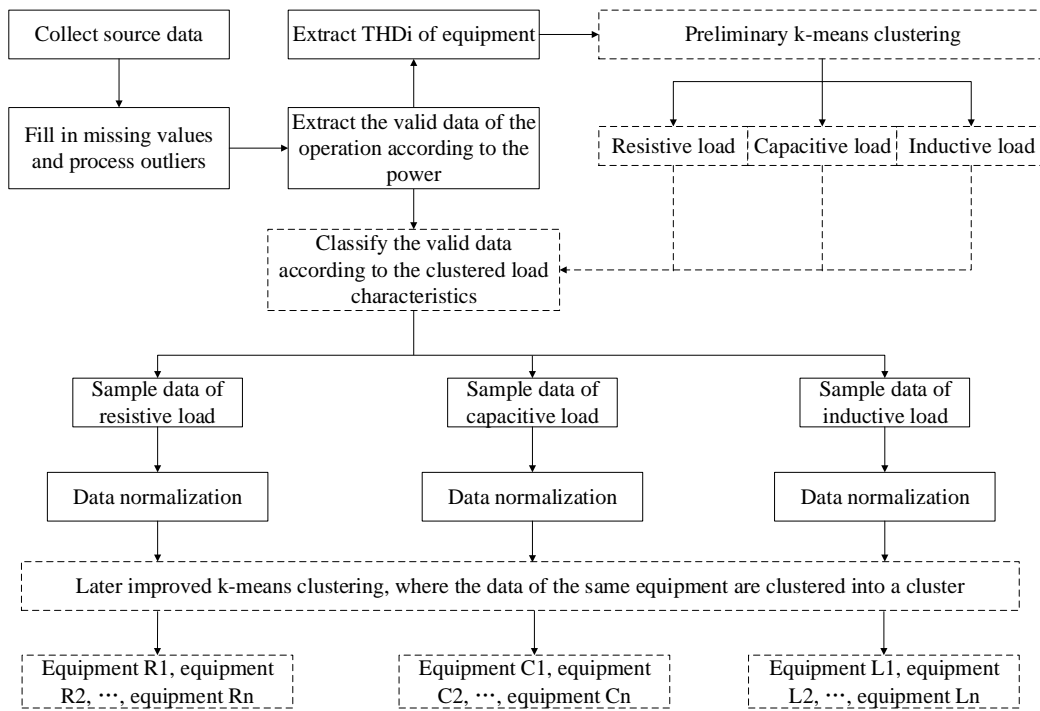 Collect source data
Extract THDi of equipment
Preliminary k-means clustering
Fill in missing values
and process outliers
Extract the valid data of the
operation according to the
power
Resistive load
Capacitive load
Inductive load
Classify the valid data
according to the clustered load
characteristics
Sample data of
resistive load
Sample data of
capacitive load
Sample data of
inductive load
Data normalization
Data normalization
Data normalization
Later improved k-means clustering, where the data of the same equipment are clustered into a cluster
Equipment R1, equipment
R2, ···, equipment Rn
Equipment C1, equipment
C2, ···, equipment Cn
Equipment L1, equipment
L2, ···, equipment Ln